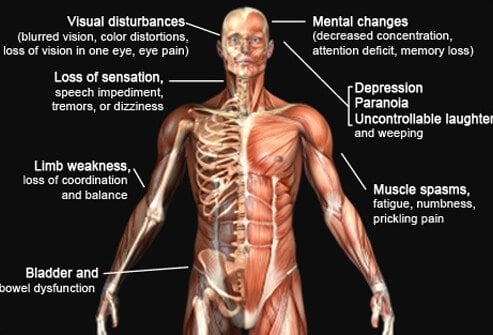 Visual disturbances
(blurred vision, color distortions,
loss of vision in one eye, eye pain)
Mental changes
(decreased concentration,
attention deficit, memory loss)
Loss of sensation,
speech impediment,
tremors, or dizziness
Depression
Paranoia
Uncontrollable laughter
and weeping
Limb weakness,
loss of coordination
and balance
Muscle spasms,
fatigue, numbness,
prickling pain
Bladder and
bowel dysfunction